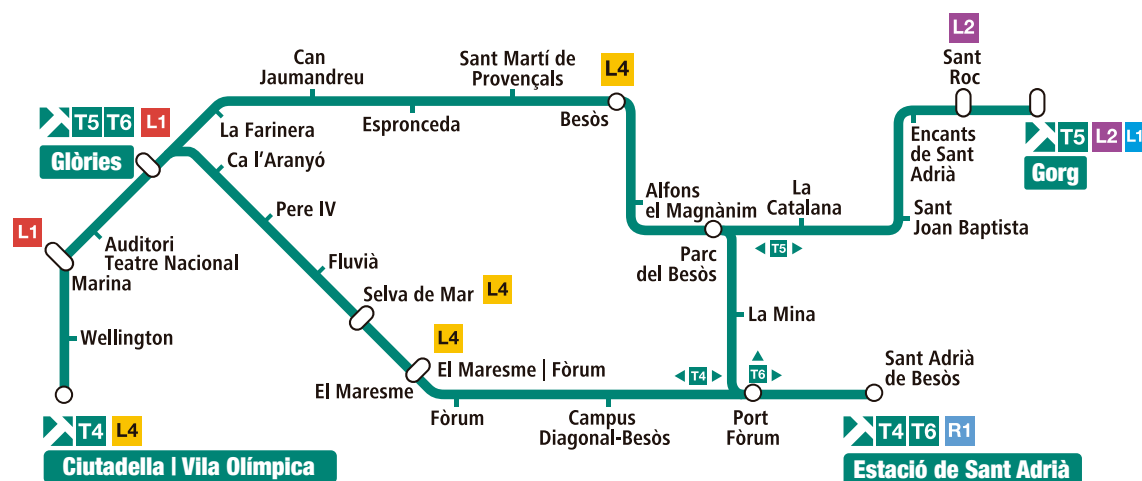 L2
Can
Jaumandreu
Sant Martí de
Provençals
L4
Sant
Roc
T5 T6 L1
Glòries
La Farinera
Espronceda
Besòs
Encants
de Sant
Adrià
T5 L2 L1
Gorg
Ca l'Aranyó
Pere IV
Alfons
el Magnànim
La
Catalana
Sant
Joan Baptista
L1
Auditori
Teatre Nacional
Marina
T5
Parc
del Besòs
Fluvià
Selva de Mar L4
La Mina
Wellington
L4
El Maresme | Fòrum
El Maresme
T4
T6
Sant Adrià
de Besòs
Fòrum
Campus
Diagonal-Besòs
Port
Fòrum
T4 L4
Ciutadella | Vila Olímpica
T4 T6 R1
Estació de Sant Adrià